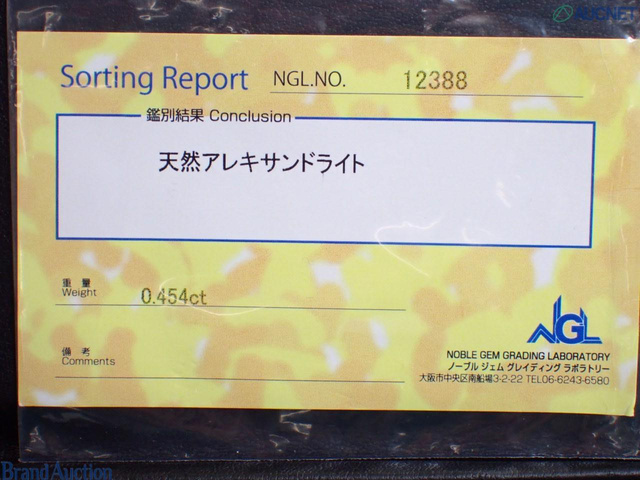 AUCNET
Sorting Report NGL.NO. 12388
鑑別結果 Conclusion
天然アレキサンドライト
重量
Weight 0.454ct
備考
Comments
NGL
NOBLE GEM GRADING LABORATORY
ノーブル ジェム グレイディング ラボラトリー
大阪市中央区南船場3-2-22 TEL06-6243-6580
Brand Auction